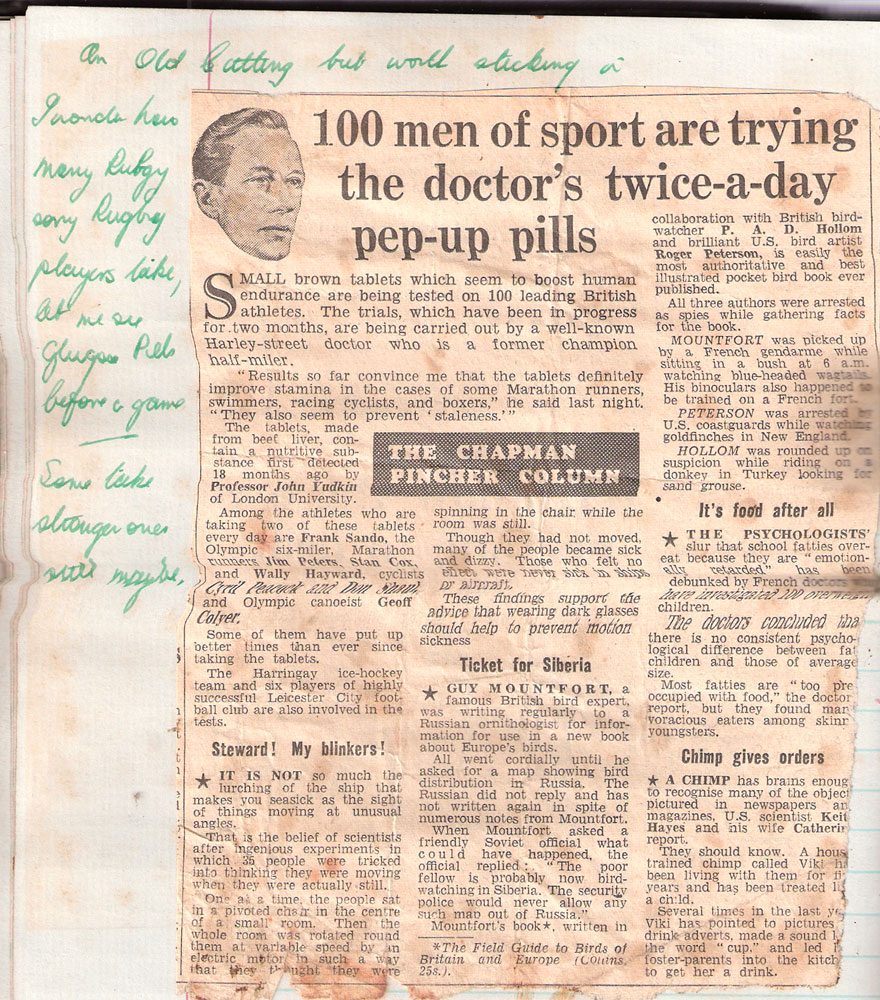 An Old Cutting but worth sticking in
I wonder how
many Rubgy
sorry Rugby
players take,
let me see
Glucose Pills
before a game
Some take
stronger ones
still maybe.
100 men of sport are trying
the doctor's twice-a-day
pep-up pills
SMALL brown tablets which seem to boost human
endurance are being tested on 100 leading British
athletes. The trials, which have been in progress
for two months, are being carried out by a well-known
Harley-street doctor who is a former champion
half-miler.
"Results so far convince me that the tablets definitely
improve stamina in the cases of some Marathon runners,
swimmers, racing cyclists, and boxers," he said last night.
"They also seem to prevent 'staleness.'"
The tablets, made
from beef liver, con-
tain a nutritive sub-
stance first detected
18 months ago by
Professor John Yudkin
of London University.
THE CHAPMAN
PINCHER COLUMN
Among the athletes who are
taking two of these tablets
every day are Frank Sando, the
Olympic six-miler, Marathon
runners Jim Peters, Stan Cox,
and Wally Hayward, cyclists
Cyril Peacock and Don
and Olympic canoeist Geoff
Colyer.
Some of them have put up
better times than ever since
taking the tablets.
The Harringay ice-hockey
team and six players of highly
successful Leicester City foot-
ball club are also involved in the
tests.
Steward! My blinkers!
★ IT IS NOT so much the
lurching of the ship that
makes you seasick as the sight
of things moving at unusual
angles.
That is the belief of scientists
after ingenious experiments in
which 35 people were tricked
into thinking they were moving
when they were actually still.
One at a time, the people sat
in a pivoted chair in the centre
of a small room. Then the
whole room was rotated round
them at variable speed by an
electric motor in such a way
that they thought they were
spinning in the chair while the
room was still.
Though they had not moved,
many of the people became sick
and dizzy. Those who felt no
effect were never sick in ships
or aircraft.
These findings support the
advice that wearing dark glasses
should help to prevent motion
sickness
Ticket for Siberia
★ GUY MOUNTFORT, a
famous British bird expert,
was writing regularly to a
Russian ornithologist for infor-
mation for use in a new book
about Europe's birds.
All went cordially until he
asked for a map showing bird
distribution in Russia. The
Russian did not reply and has
not written again in spite of
numerous notes from Mountfort.
When Mountfort asked a
friendly Soviet official what
could have happened, the
official replied: "The poor
fellow is probably now bird-
watching in Siberia. The security
police would never allow any
such map out of Russia."
Mountfort's book*, written in
*The Field Guide to Birds of
Britain and Europe (Collins,
25s.).
collaboration with British bird-
watcher P. A. D. Hollom
and brilliant U.S. bird artist
Roger Peterson, is easily the
most authoritative and best
illustrated pocket bird book ever
published.
All three authors were arrested
as spies while gathering facts
for the book.
MOUNTFORT was picked up
by a French gendarme while
sitting in a bush at 6 a.m.
watching blue-headed wagtails.
His binoculars also happened to
be trained on a French fort.
PETERSON was arrested by
U.S. coastguards while watching
goldfinches in New England.
HOLLOM was rounded up on
suspicion while riding on a
donkey in Turkey looking for
sand grouse.
It's food after all
★ THE PSYCHOLOGISTS'
slur that school fatties over-
eat because they are "emotion-
ally retarded" has been
debunked by French doctors who
have investigated 200 overweight
children.
The doctors concluded tha
there is no consistent psycho-
logical difference between fat
children and those of average
size.
Most fatties are "too pre
occupied with food," the doctor
report, but they found man
voracious eaters among skinn
youngsters.
Chimp gives orders
★ A CHIMP has brains enoug
to recognise many of the objec
pictured in newspapers an
magazines, U.S. scientist Keit
Hayes and his wife Catherin
report.
They should know. A hous
trained chimp called Viki h
been living with them for fi
years and has been treated li
a child.
Several times in the last ye
Viki has pointed to pictures
drink adverts, made a sound l
the word "cup," and led i
foster-parents into the kitch
to get her a drink.